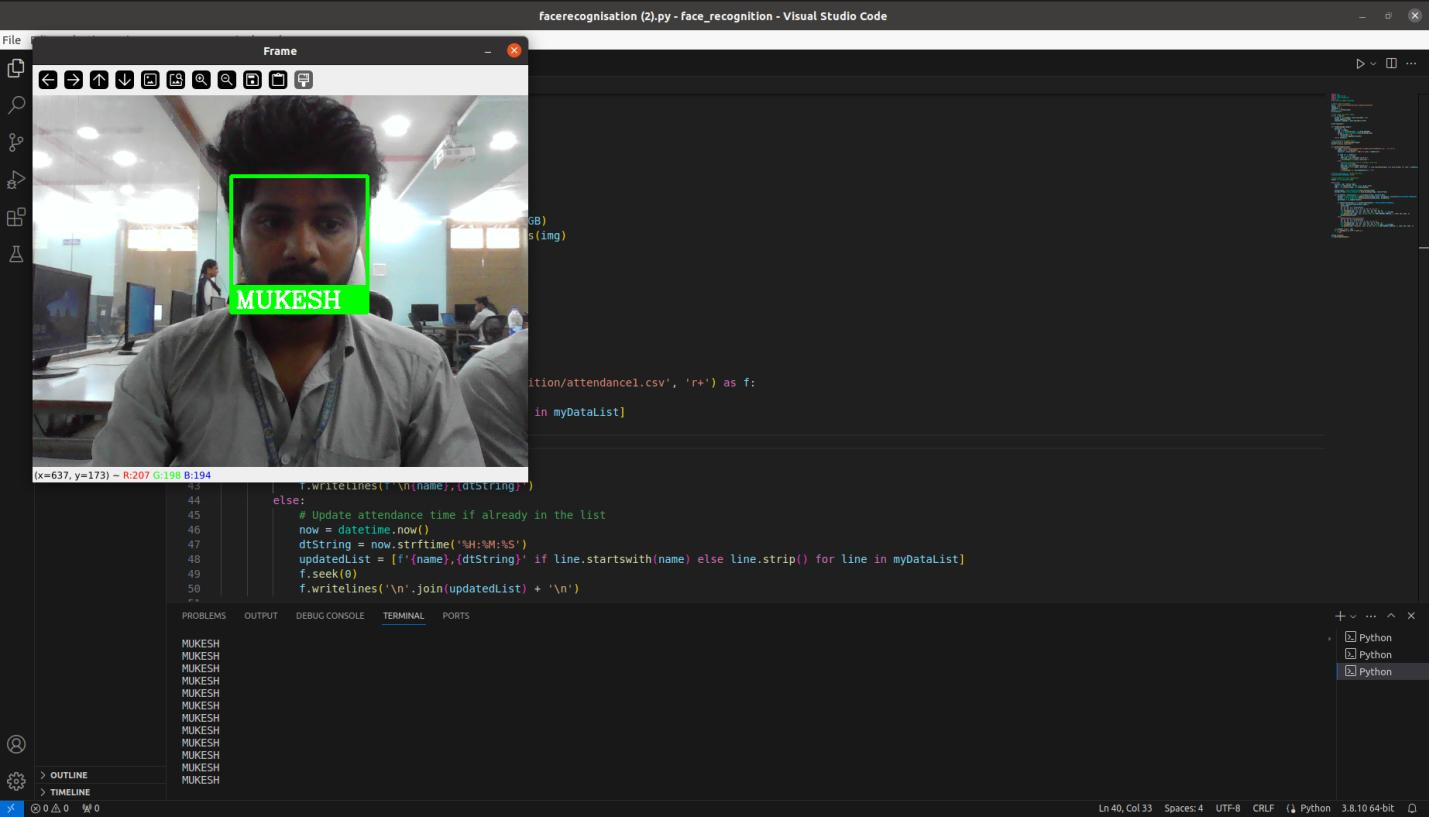 facerecognisation (2).py - face_recognition - Visual Studio Code
File
Frame
GB)
s(img)
MUKESH
ition/attendance1.csv', 'r+') as f:
in myDataList]
(x=637, y=173) ~ R:207 G:198 B:194
43 f.writelines(f'\n{name},{dtString}')
44 else:
45 # Update attendance time if already in the list
46 now = datetime.now()
47 dtString = now.strftime('%H:%M:%S')
48 updatedList = [f'{name},{dtString}' if line.startswith(name) else line.strip() for line in myDataList]
49 f.seek(0)
50 f.writelines('\n'.join(updatedList) + '\n')
PROBLEMS OUTPUT DEBUG CONSOLE TERMINAL PORTS
MUKESH
MUKESH
MUKESH
MUKESH
MUKESH
MUKESH
MUKESH
MUKESH
MUKESH
MUKESH
MUKESH
MUKESH
Python
Python
Python
OUTLINE
TIMELINE
0 0 0 Ln 40, Col 33 Spaces: 4 UTF-8 CRLF Python 3.8.10 64-bit